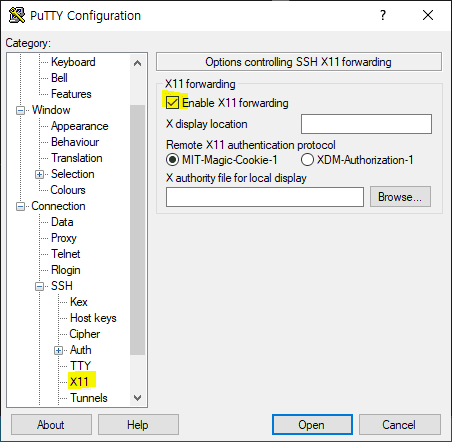 PuTTY Configuration
Category:
Keyboard
Bell
Features
Window
Appearance
Behaviour
Translation
Selection
Colours
Connection
Data
Proxy
Telnet
Rlogin
SSH
Kex
Host keys
Cipher
Auth
TTY
X11
Tunnels
Options controlling SSH X11 forwarding
X11 forwarding
Enable X11 forwarding
X display location
Remote X11 authentication protocol
MIT-Magic-Cookie-1 XDM-Authorization-1
X authority file for local display
Browse...
About Help Open Cancel